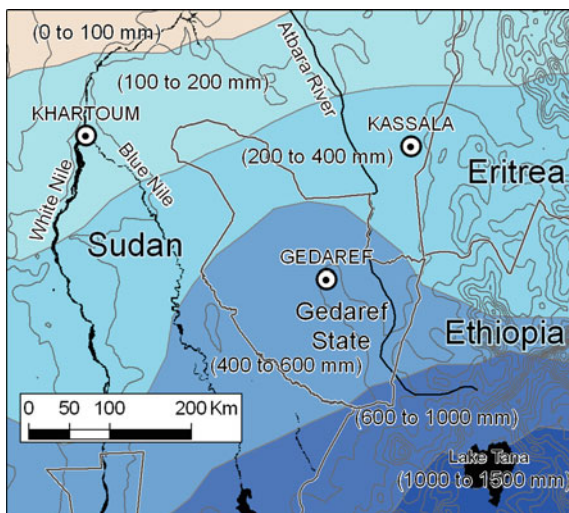 (0 to 100 mm)
(100 to 200 mm)
Atbara River
KHARTOUM
KASSALA
Blue Nile
(200 to 400 mm)
White Nile
Eritrea
Sudan
GEDAREF
Gedaref
State
Ethiopia
(400 to 600 mm)
0 50 100 200 Km
(600 to 1000 mm)
Lake Tana
(1000 to 1500 mm)